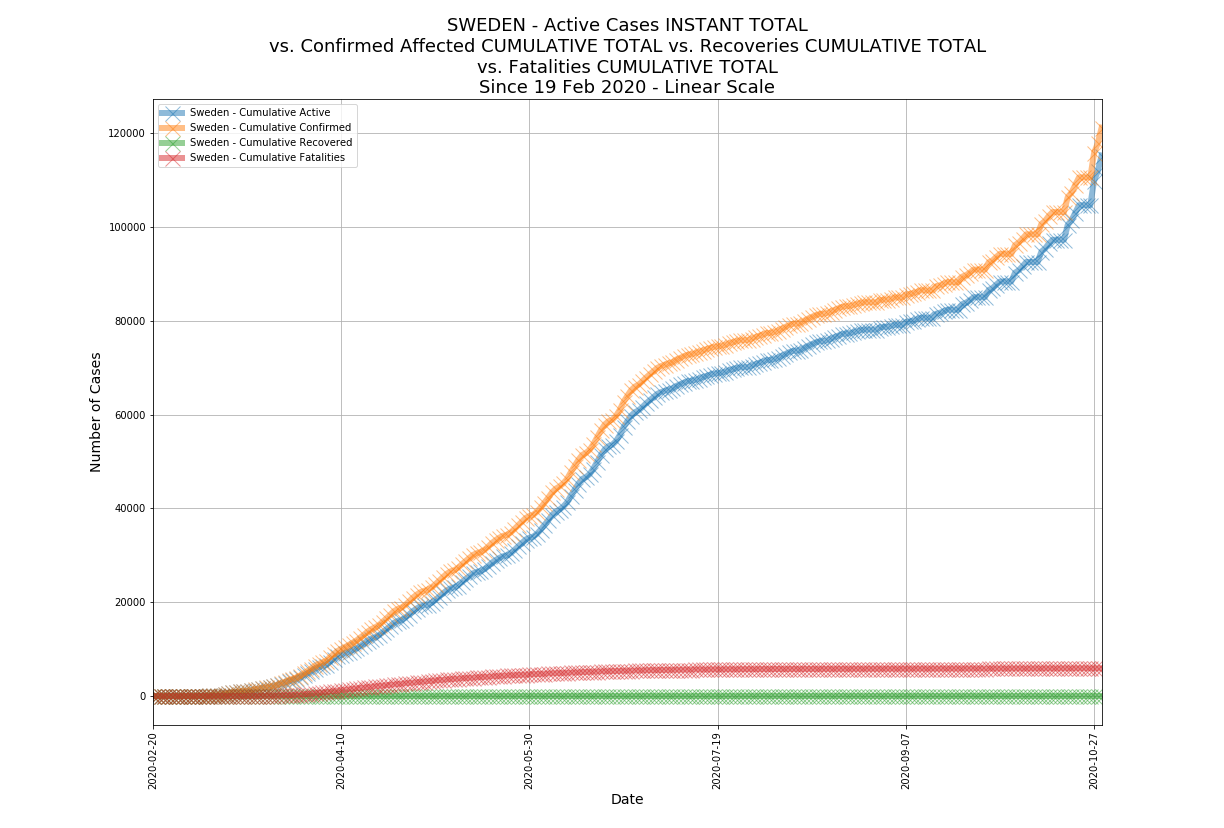 SWEDEN - Active Cases INSTANT TOTAL
vs. Confirmed Affected CUMULATIVE TOTAL vs. Recoveries CUMULATIVE TOTAL
vs. Fatalities CUMULATIVE TOTAL
Since 19 Feb 2020 - Linear Scale
Sweden - Cumulative Active
Sweden - Cumulative Confirmed
Sweden - Cumulative Recovered
Sweden - Cumulative Fatalities
120000
100000
80000
60000
40000
20000
0
Number of Cases
2020-02-20
2020-04-10
2020-05-30
2020-07-19
2020-09-07
2020-10-27
Date